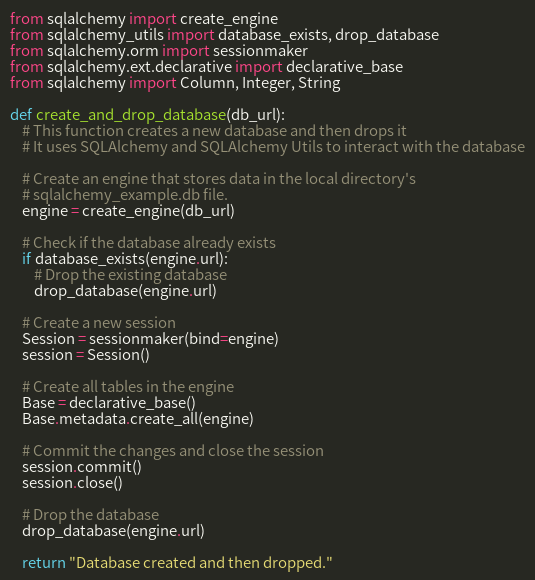 from sqlalchemy import create_engine
from sqlalchemy_utils import database_exists, drop_database
from sqlalchemy.orm import sessionmaker
from sqlalchemy.ext.declarative import declarative_base
from sqlalchemy import Column, Integer, String

def create_and_drop_database(db_url):
    # This function creates a new database and then drops it
    # It uses SQLAlchemy and SQLAlchemy Utils to interact with the database

    # Create an engine that stores data in the local directory's
    # sqlalchemy_example.db file.
    engine = create_engine(db_url)

    # Check if the database already exists
    if database_exists(engine.url):
        # Drop the existing database
        drop_database(engine.url)

    # Create a new session
    Session = sessionmaker(bind=engine)
    session = Session()

    # Create all tables in the engine
    Base = declarative_base()
    Base.metadata.create_all(engine)

    # Commit the changes and close the session
    session.commit()
    session.close()

    # Drop the database
    drop_database(engine.url)

    return "Database created and then dropped."